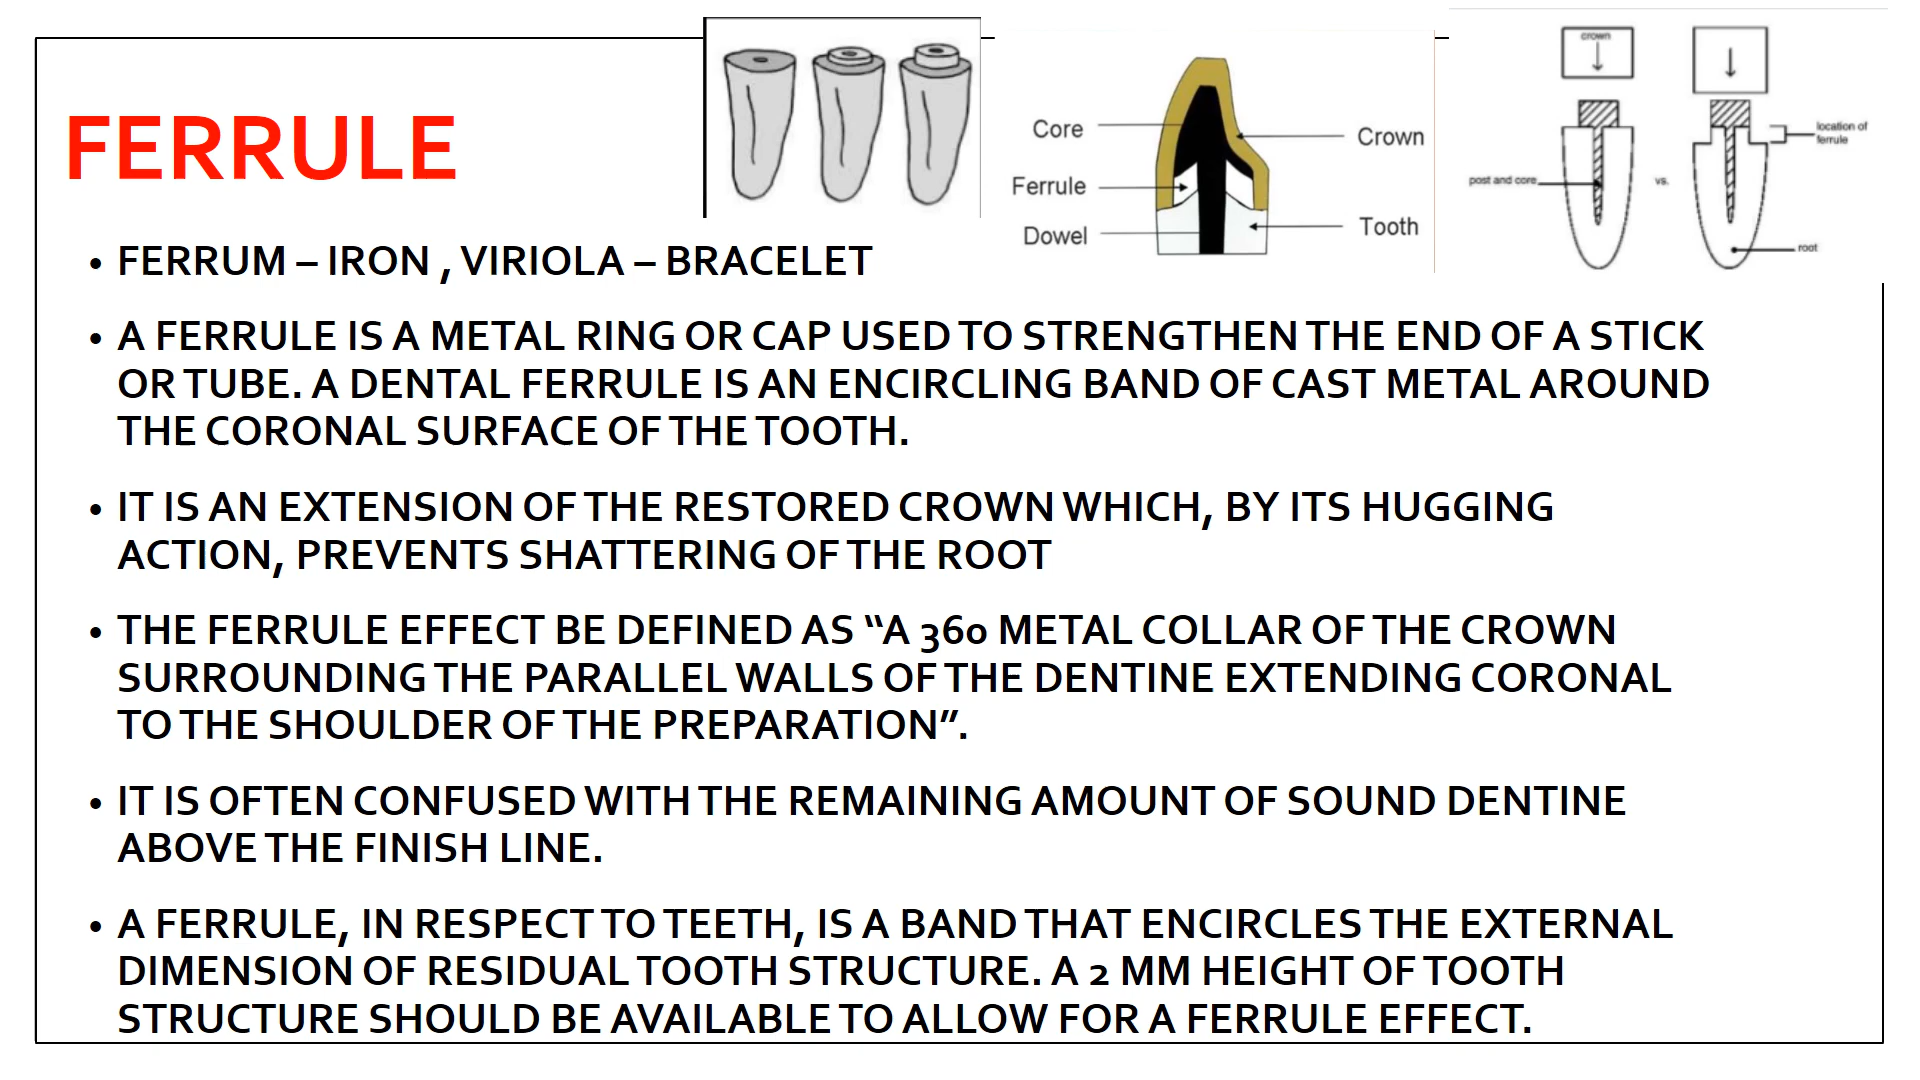 FERRULE
Core
Crown
Ferrule
Dowel
Tooth
crown
location of
ferrule
post and core
vs.
root
• FERRUM – IRON , VIRIOLA – BRACELET
• A FERRULE IS A METAL RING OR CAP USED TO STRENGTHEN THE END OF A STICK
OR TUBE. A DENTAL FERRULE IS AN ENCIRCLING BAND OF CAST METAL AROUND
THE CORONAL SURFACE OF THE TOOTH.
• IT IS AN EXTENSION OF THE RESTORED CROWN WHICH, BY ITS HUGGING
ACTION, PREVENTS SHATTERING OF THE ROOT
• THE FERRULE EFFECT BE DEFINED AS “A 360 METAL COLLAR OF THE CROWN
SURROUNDING THE PARALLEL WALLS OF THE DENTINE EXTENDING CORONAL
TO THE SHOULDER OF THE PREPARATION”.
• IT IS OFTEN CONFUSED WITH THE REMAINING AMOUNT OF SOUND DENTINE
ABOVE THE FINISH LINE.
• A FERRULE, IN RESPECT TO TEETH, IS A BAND THAT ENCIRCLES THE EXTERNAL
DIMENSION OF RESIDUAL TOOTH STRUCTURE. A 2 MM HEIGHT OF TOOTH
STRUCTURE SHOULD BE AVAILABLE TO ALLOW FOR A FERRULE EFFECT.